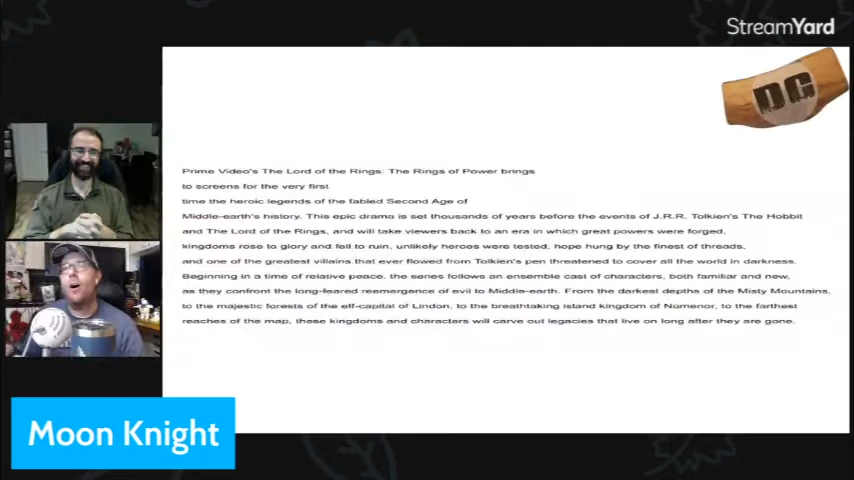 StreamYard
DC
Prime Video's The Lord of the Rings: The Rings of Power brings
to screens for the very first
time the heroic legends of the fabled Second Age of
Middle-earth's history. This epic drama is set thousands of years before the events of J.R.R. Tolkien's The Hobbit
and The Lord of the Rings, and will take viewers back to an era in which great powers were forged,
kingdoms rose to glory and fell to ruin, unlikely heroes were tested, hope hung by the finest of threads,
and one of the greatest villains that ever flowed from Tolkien's pen threatened to cover all the world in darkness.
Beginning in a time of relative peace, the series follows an ensemble cast of characters, both familiar and new,
as they confront the long-feared reemergence of evil to Middle-earth. From the darkest depths of the Misty Mountains,
to the majestic forests of the elf-capital of Lindon, to the breathtaking island kingdom of Númenor, to the farthest
reaches of the map, these kingdoms and characters will carve out legacies that live on long after they are gone.
Moon Knight